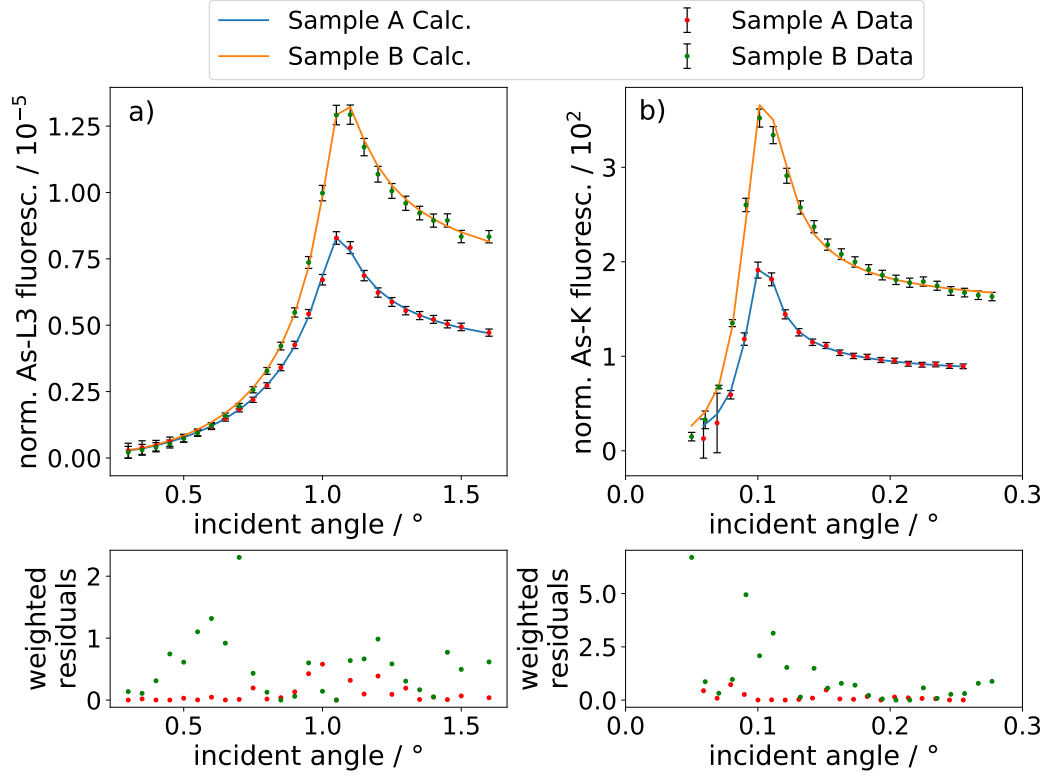 Sample A Calc.
Sample B Calc.
Sample A Data
Sample B Data
a)
norm. As-L3 fluoresc. / 10⁻⁵
1.25
1.00
0.75
0.50
0.25
0.00
0.5
1.0
1.5
incident angle / °
b)
norm. As-K fluoresc. / 10²
3
2
1
0
0.0
0.1
0.2
0.3
incident angle / °
weighted
residuals
2
1
0
0.5
1.0
1.5
incident angle / °
weighted
residuals
5.0
2.5
0.0
0.0
0.1
0.2
0.3
incident angle / °